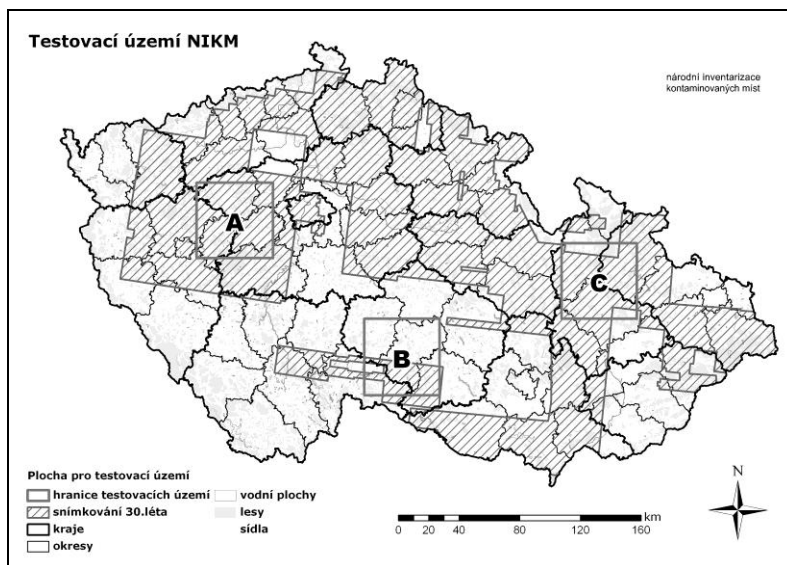 Testovací území NIKM
národní inventarizace
kontaminovaných míst
A
B
C
Plocha pro testovací území
hranice testovacích území
snímkování 30.léta
kraje
okresy
vodní plochy
lesy
sídla
N
km
0 20 40 80 120 160